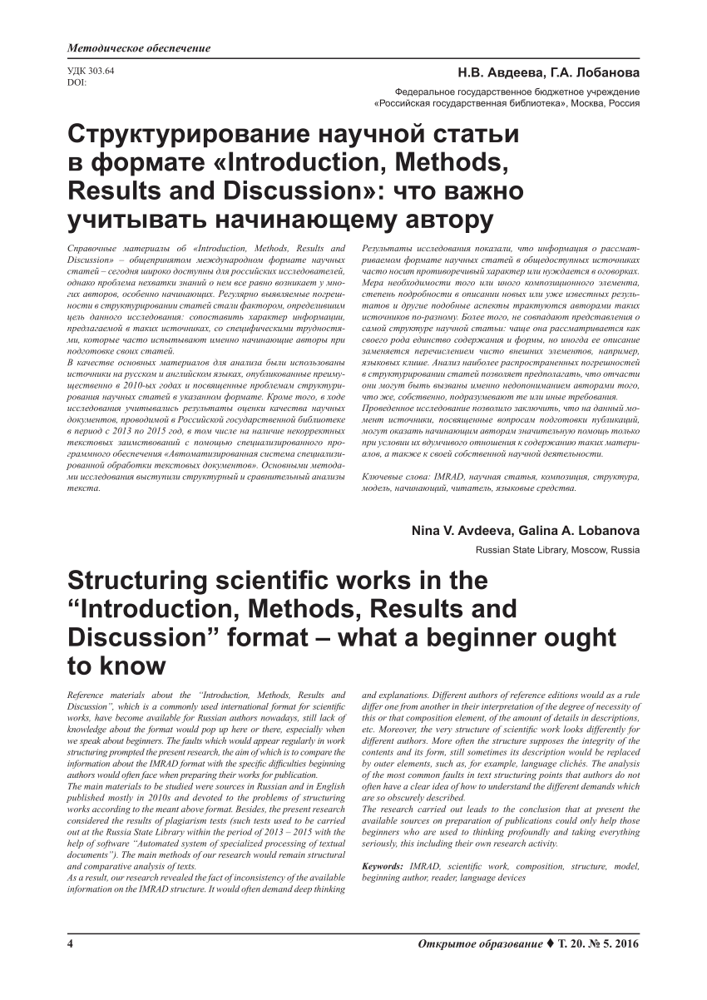 Методическое обеспечение
УДК 303.64
DOI:
Н.В. Авдеева, Г.А. Лобанова
Федеральное государственное бюджетное учреждение
«Российская государственная библиотека», Москва, Россия
Структурирование научной статьи
в формате «Introduction, Methods,
Results and Discussion»: что важно
учитывать начинающему автору
Справочные материалы об «Introduction, Methods, Results and
Discussion» – общепринятом международном формате научных
статей – сегодня широко доступны для российских исследователей,
однако проблема нехватки знаний о нем все равно возникает у мно-
гих авторов, особенно начинающих. Регулярно выявляемые погреш-
ности в структурировании статей стали фактором, определившим
цель данного исследования: сопоставить характер информации,
предлагаемой в таких источниках, со специфическими трудностя-
ми, которые часто испытывают именно начинающие авторы при
подготовке своих статей.
В качестве основных материалов для анализа были использованы
источники на русском и английском языках, опубликованные преиму-
щественно в 2010-ых годах и посвященные проблемам структури-
рования научных статей в указанном формате. Кроме того, в ходе
исследования учитывались результаты оценки качества научных
документов, проводимой в Российской государственной библиотеке
в период с 2013 по 2015 год, в том числе на наличие некорректных
текстовых заимствований с помощью специализированного про-
граммного обеспечения «Автоматизированная система специализи-
рованной обработки текстовых документов». Основными метода-
ми исследования выступили структурный и сравнительный анализы
текста.
Результаты исследования показали, что информация о рассмат-
риваемом формате научных статей в общедоступных источниках
часто носит противоречивый характер или нуждается в оговорках.
Мера необходимости того или иного композиционного элемента,
степень подробности в описании новых или уже известных резуль-
татов и другие подобные аспекты трактуются авторами таких
источников по-разному. Более того, не совпадают представления о
самой структуре научной статьи: чаще она рассматривается как
своего рода единство содержания и формы, но иногда ее описание
заменяется перечислением чисто внешних элементов, например,
языковых клише. Анализ наиболее распространенных погрешностей
в структурировании статей позволяет предполагать, что отчасти
они могут быть вызваны именно недопониманием авторами того,
что же, собственно, подразумевают те или иные требования.
Проведенное исследование позволило заключить, что на данный мо-
мент источники, посвященные вопросам подготовки публикаций,
могут оказать начинающим авторам значительную помощь только
при условии их вдумчивого отношения к содержанию таких матери-
алов, а также к своей собственной научной деятельности.
Ключевые слова: IMRAD, научная статья, композиция, структура,
модель, начинающий, читатель, языковые средства.
Nina V. Avdeeva, Galina A. Lobanova
Russian State Library, Moscow, Russia
Structuring scientific works in the
“Introduction, Methods, Results and
Discussion” format – what a beginner ought
to know
Reference materials about the “Introduction, Methods, Results and
Discussion”, which is a commonly used international format for scientific
works, have become available for Russian authors nowadays, still lack of
knowledge about the format would pop up here or there, especially when
we speak about beginners. The faults which would appear regularly in work
structuring prompted the present research, the aim of which is to compare the
information about the IMRAD format with the specific difficulties beginning
authors would often face when preparing their works for publication.
The main materials to be studied were sources in Russian and in English
published mostly in 2010s and devoted to the problems of structuring
works according to the meant above format. Besides, the present research
considered the results of plagiarism tests (such tests used to be carried
out at the Russia State Library within the period of 2013 – 2015 with the
help of software “Automated system of specialized processing of textual
documents”). The main methods of our research would remain structural
and comparative analysis of texts.
As a result, our research revealed the fact of inconsistency of the available
information on the IMRAD structure. It would often demand deep thinking
and explanations. Different authors of reference editions would as a rule
differ one from another in their interpretation of the degree of necessity of
this or that composition element, of the amount of details in descriptions,
etc. Moreover, the very structure of scientific work looks differently for
different authors. More often the structure supposes the integrity of the
contents and its form, still sometimes its description would be replaced
by outer elements, such as, for example, language clichés. The analysis
of the most common faults in text structuring points that authors do not
often have a clear idea of how to understand the different demands which
are so obscurely described.
The research carried out leads to the conclusion that at present the
available sources on preparation of publications could only help those
beginners who are used to thinking profoundly and taking everything
seriously, this including their own research activity.
Keywords: IMRAD, scientific work, composition, structure, model,
beginning author, reader, language devices
4
Открытое образование ♦ Т. 20. № 5. 2016